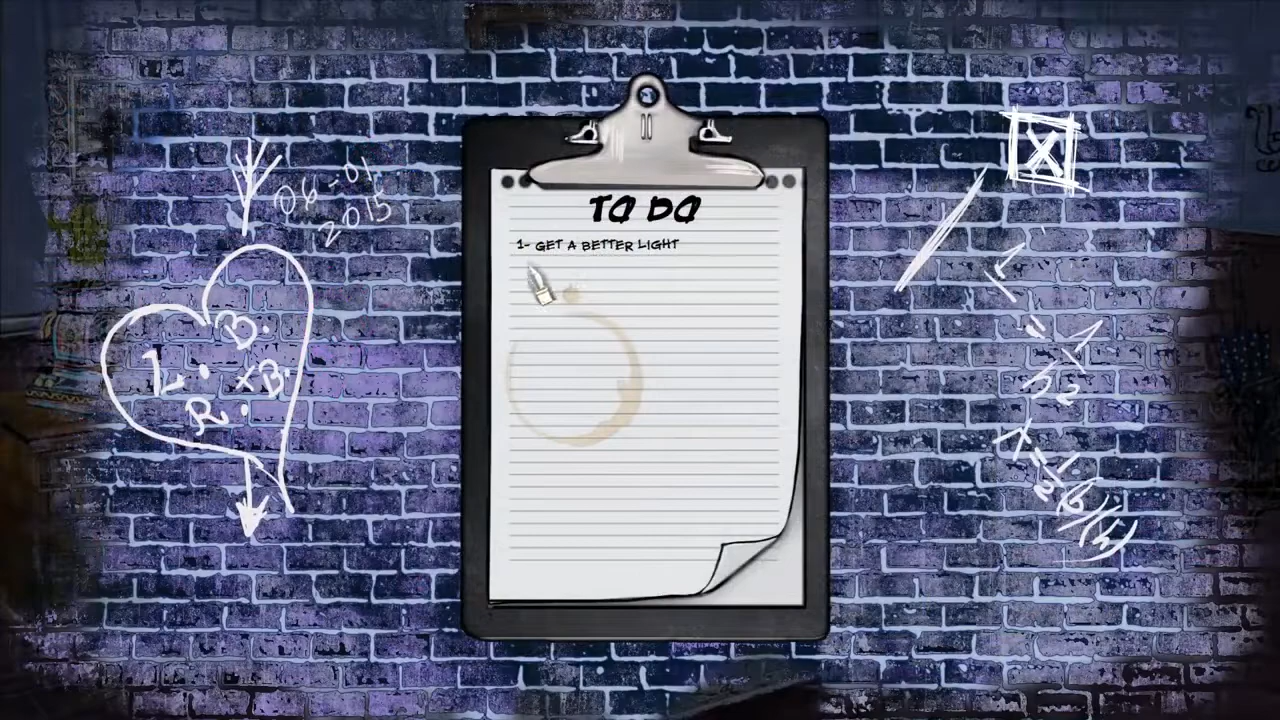 TO DO
1- GET A BETTER LIGHT
06-01
2015
B.
L.
+B.
R.
X